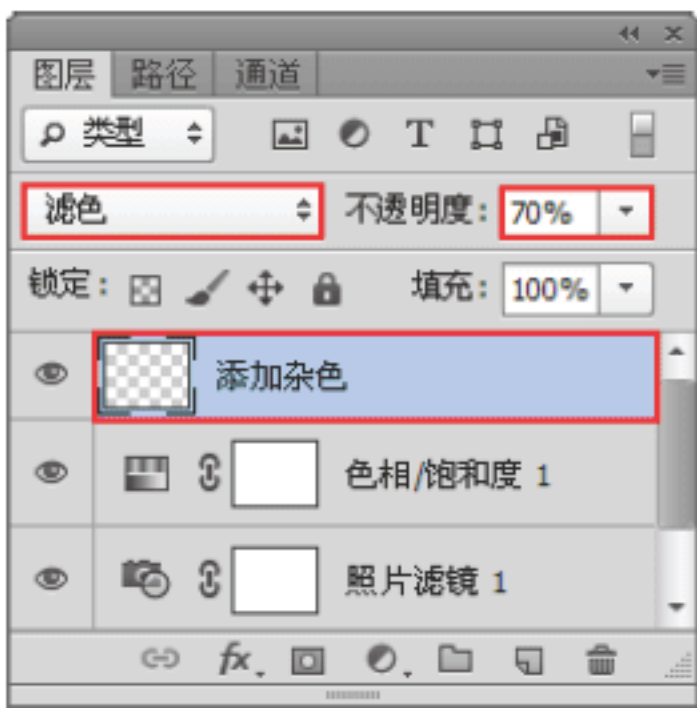 图层 路径 通道
类型 T
滤色 不透明度: 70%
锁定: 填充: 100%
添加杂色
色相/饱和度 1
照片滤镜 1
fx.